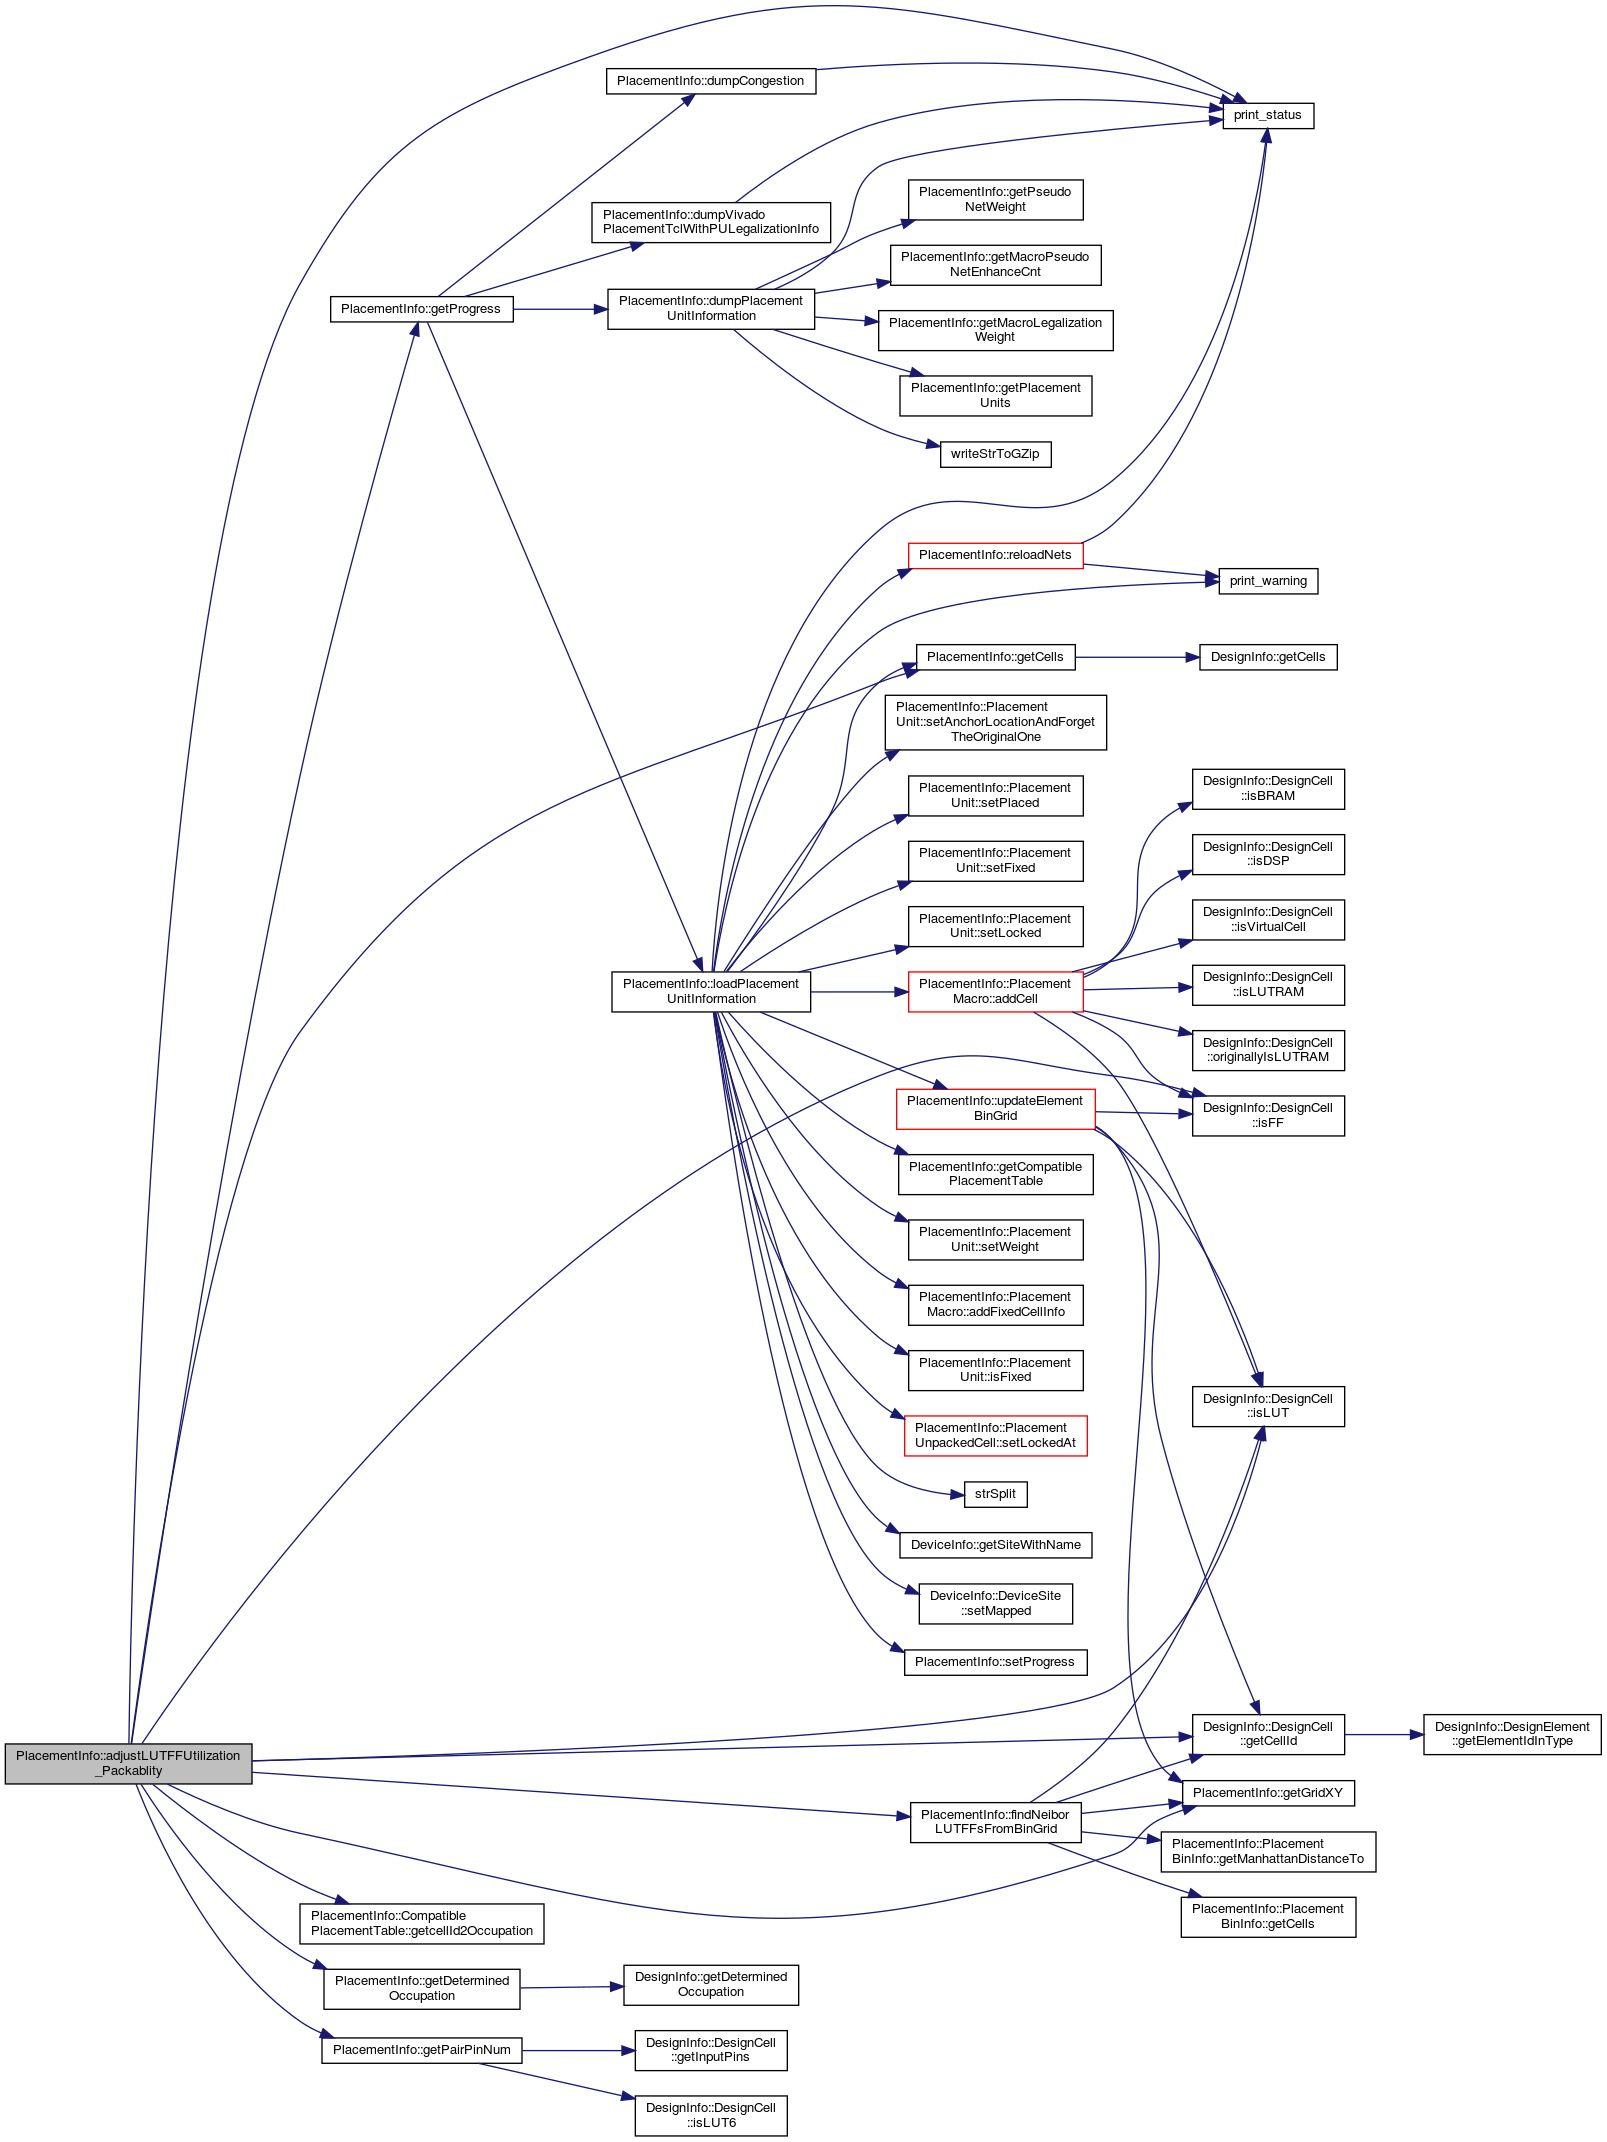 PlacementInfo::dumpCongestion
print_status
PlacementInfo::getPseudo
NetWeight
PlacementInfo::dumpVivado
PlacementTclWithPULegalizationInfo
PlacementInfo::getMacroPseudo
NetEnhanceCnt
PlacementInfo::getProgress
PlacementInfo::dumpPlacement
UnitInformation
PlacementInfo::getMacroLegalization
Weight
PlacementInfo::getPlacement
Units
writeStrToGZip
PlacementInfo::reloadNets
print_warning
PlacementInfo::getCells
DesignInfo::getCells
PlacementInfo::Placement
Unit::setAnchorLocationAndForget
TheOriginalOne
PlacementInfo::Placement
Unit::setPlaced
DesignInfo::DesignCell
::isBRAM
PlacementInfo::Placement
Unit::setFixed
DesignInfo::DesignCell
::isDSP
PlacementInfo::Placement
Unit::setLocked
DesignInfo::DesignCell
::isVirtualCell
PlacementInfo::loadPlacement
UnitInformation
PlacementInfo::Placement
Macro::addCell
DesignInfo::DesignCell
::isLUTRAM
DesignInfo::DesignCell
::originallyIsLUTRAM
PlacementInfo::updateElement
BinGrid
DesignInfo::DesignCell
::isFF
PlacementInfo::getCompatible
PlacementTable
PlacementInfo::Placement
Unit::setWeight
PlacementInfo::Placement
Macro::addFixedCellInfo
PlacementInfo::Placement
Unit::isFixed
DesignInfo::DesignCell
::isLUT
PlacementInfo::Placement
UnpackedCell::setLockedAt
strSplit
DeviceInfo::getSiteWithName
DeviceInfo::DeviceSite
::setMapped
PlacementInfo::setProgress
PlacementInfo::adjustLUTFFUtilization
_Packablity
DesignInfo::DesignCell
::getCellId
DesignInfo::DesignElement
::getElementIdInType
PlacementInfo::getGridXY
PlacementInfo::findNeibor
LUTFFsFromBinGrid
PlacementInfo::Placement
BinInfo::getManhattanDistanceTo
PlacementInfo::Placement
BinInfo::getCells
PlacementInfo::Compatible
PlacementTable::getcellId2Occupation
PlacementInfo::getDetermined
Occupation
DesignInfo::getDetermined
Occupation
PlacementInfo::getPairPinNum
DesignInfo::DesignCell
::getInputPins
DesignInfo::DesignCell
::isLUT6